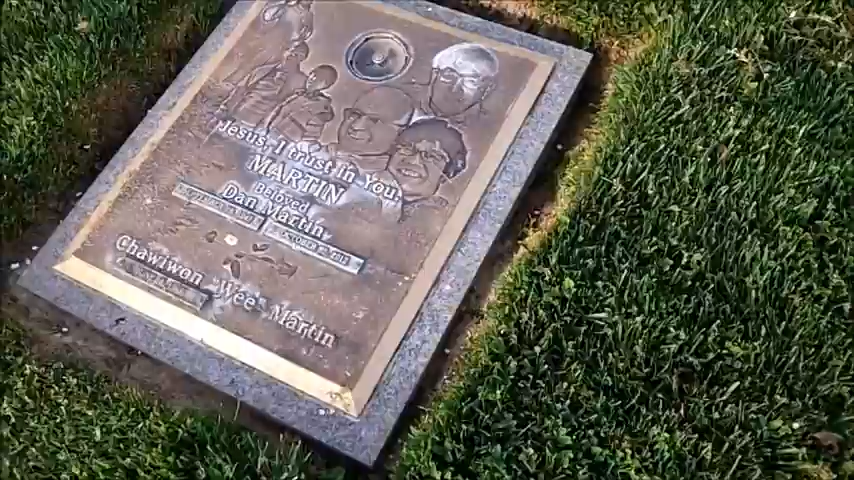 Jesus, I trust in You.
MARTIN
Beloved
Dan Martin
Chawiwon "Wee" Martin